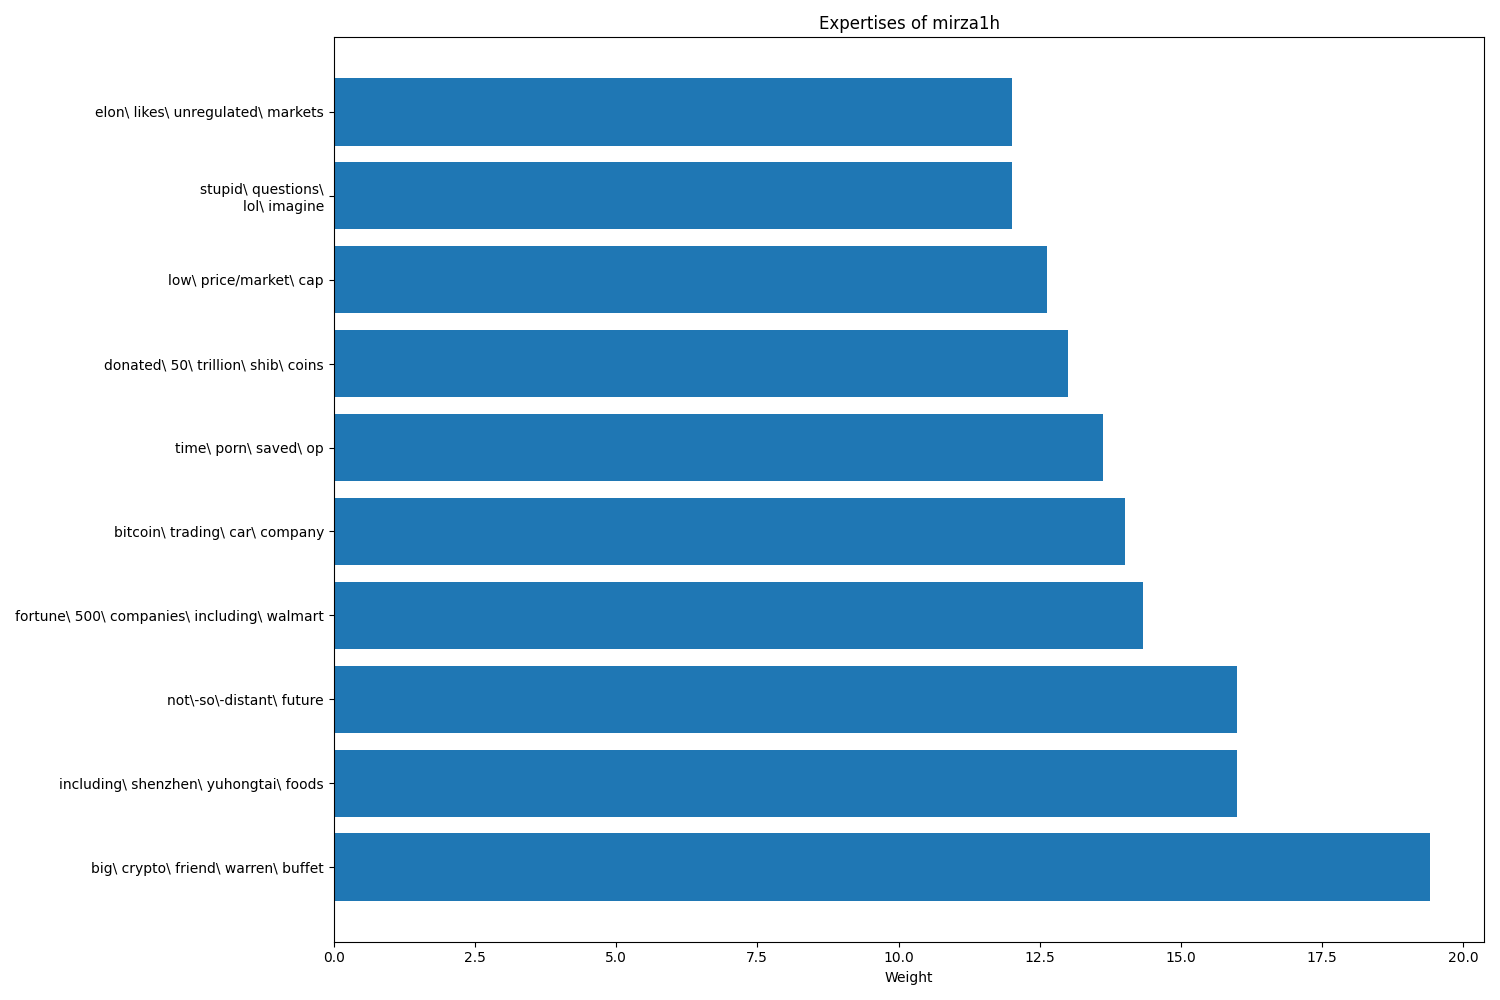 Expertises of mirza1h
elon\ likes\ unregulated\ markets
stupid\ questions\
lol\ imagine
low\ price/market\ cap
donated\ 50\ trillion\ shib\ coins
time\ porn\ saved\ op
bitcoin\ trading\ car\ company
fortune\ 500\ companies\ including\ walmart
not\-so\-distant\ future
including\ shenzhen\ yuhongtai\ foods
big\ crypto\ friend\ warren\ buffet
0.0 2.5 5.0 7.5 10.0 12.5 15.0 17.5 20.0
Weight